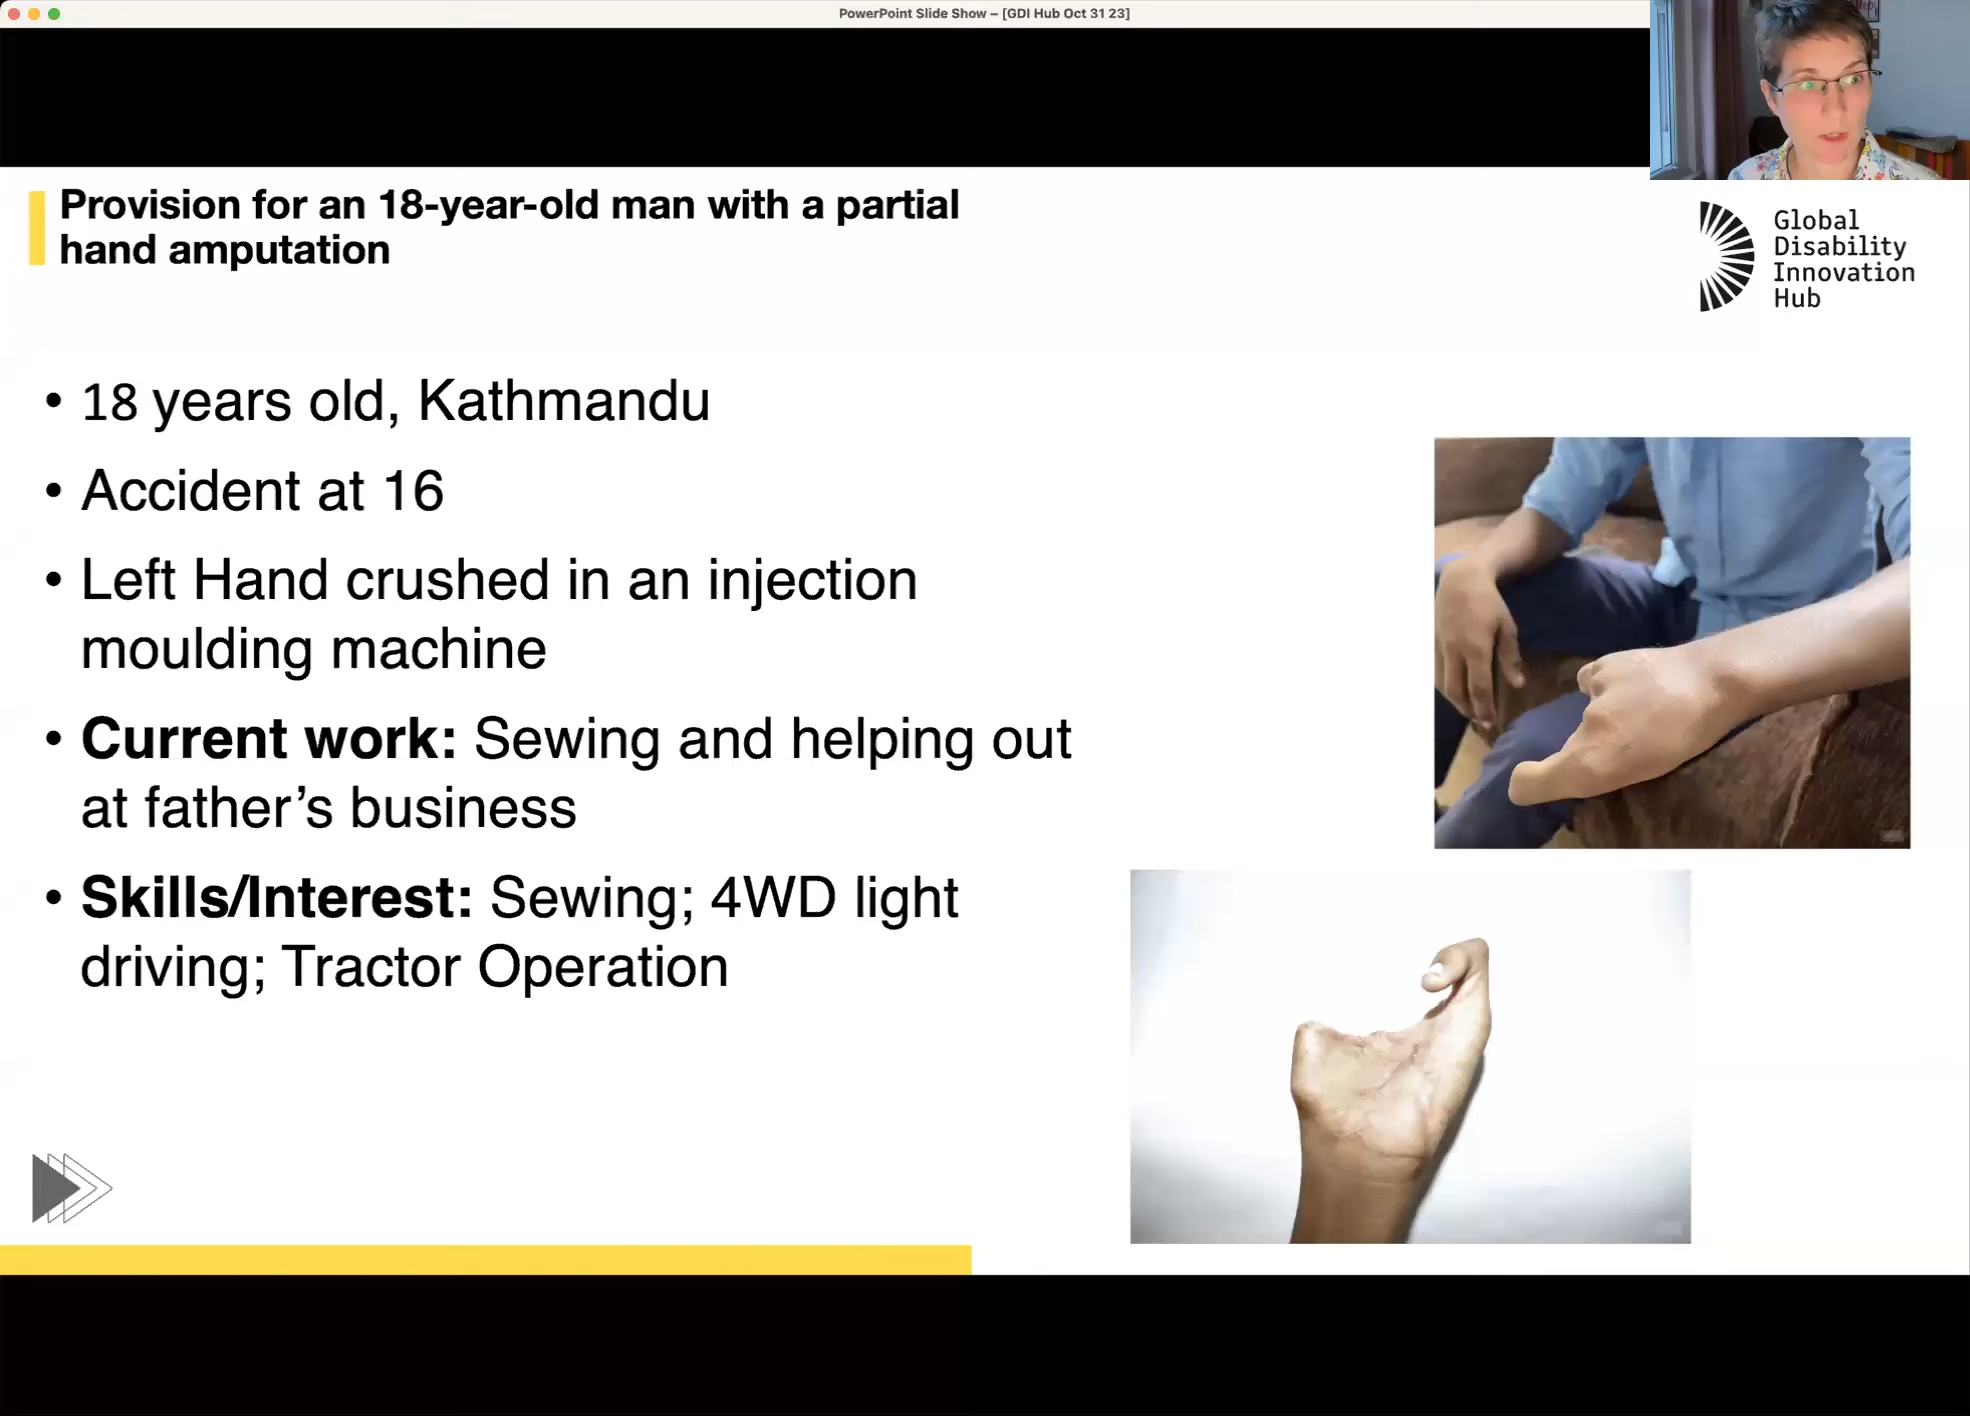 PowerPoint Slide Show – [GDI Hub Oct 31 23]
Provision for an 18-year-old man with a partial
hand amputation
Global
Disability
Innovation
Hub
• 18 years old, Kathmandu
• Accident at 16
• Left Hand crushed in an injection
moulding machine
• Current work: Sewing and helping out
at father’s business
• Skills/Interest: Sewing; 4WD light
driving; Tractor Operation